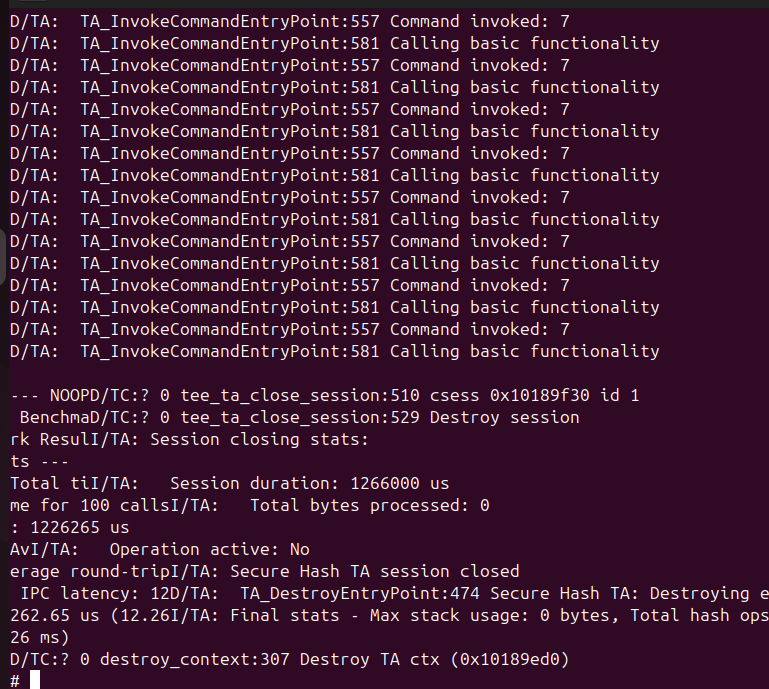 D/TA:  TA_InvokeCommandEntryPoint:557 Command invoked: 7
D/TA:  TA_InvokeCommandEntryPoint:581 Calling basic functionality
D/TA:  TA_InvokeCommandEntryPoint:557 Command invoked: 7
D/TA:  TA_InvokeCommandEntryPoint:581 Calling basic functionality
D/TA:  TA_InvokeCommandEntryPoint:557 Command invoked: 7
D/TA:  TA_InvokeCommandEntryPoint:581 Calling basic functionality
D/TA:  TA_InvokeCommandEntryPoint:557 Command invoked: 7
D/TA:  TA_InvokeCommandEntryPoint:581 Calling basic functionality
D/TA:  TA_InvokeCommandEntryPoint:557 Command invoked: 7
D/TA:  TA_InvokeCommandEntryPoint:581 Calling basic functionality
D/TA:  TA_InvokeCommandEntryPoint:557 Command invoked: 7
D/TA:  TA_InvokeCommandEntryPoint:581 Calling basic functionality
D/TA:  TA_InvokeCommandEntryPoint:557 Command invoked: 7
D/TA:  TA_InvokeCommandEntryPoint:581 Calling basic functionality
D/TA:  TA_InvokeCommandEntryPoint:557 Command invoked: 7
D/TA:  TA_InvokeCommandEntryPoint:581 Calling basic functionality

--- NOOPD/TC:? 0 tee_ta_close_session:510 csess 0x10189f30 id 1
 BenchmaD/TC:? 0 tee_ta_close_session:529 Destroy session
rk ResulI/TA: Session closing stats:
ts ---
Total tiI/TA:   Session duration: 1266000 us
me for 100 callsI/TA:   Total bytes processed: 0
: 1226265 us
AvI/TA:   Operation active: No
erage round-tripI/TA: Secure Hash TA session closed
 IPC latency: 12D/TA:  TA_DestroyEntryPoint:474 Secure Hash TA: Destroying e
262.65 us (12.26I/TA: Final stats - Max stack usage: 0 bytes, Total hash ops
26 ms)
D/TC:? 0 destroy_context:307 Destroy TA ctx (0x10189ed0)
#